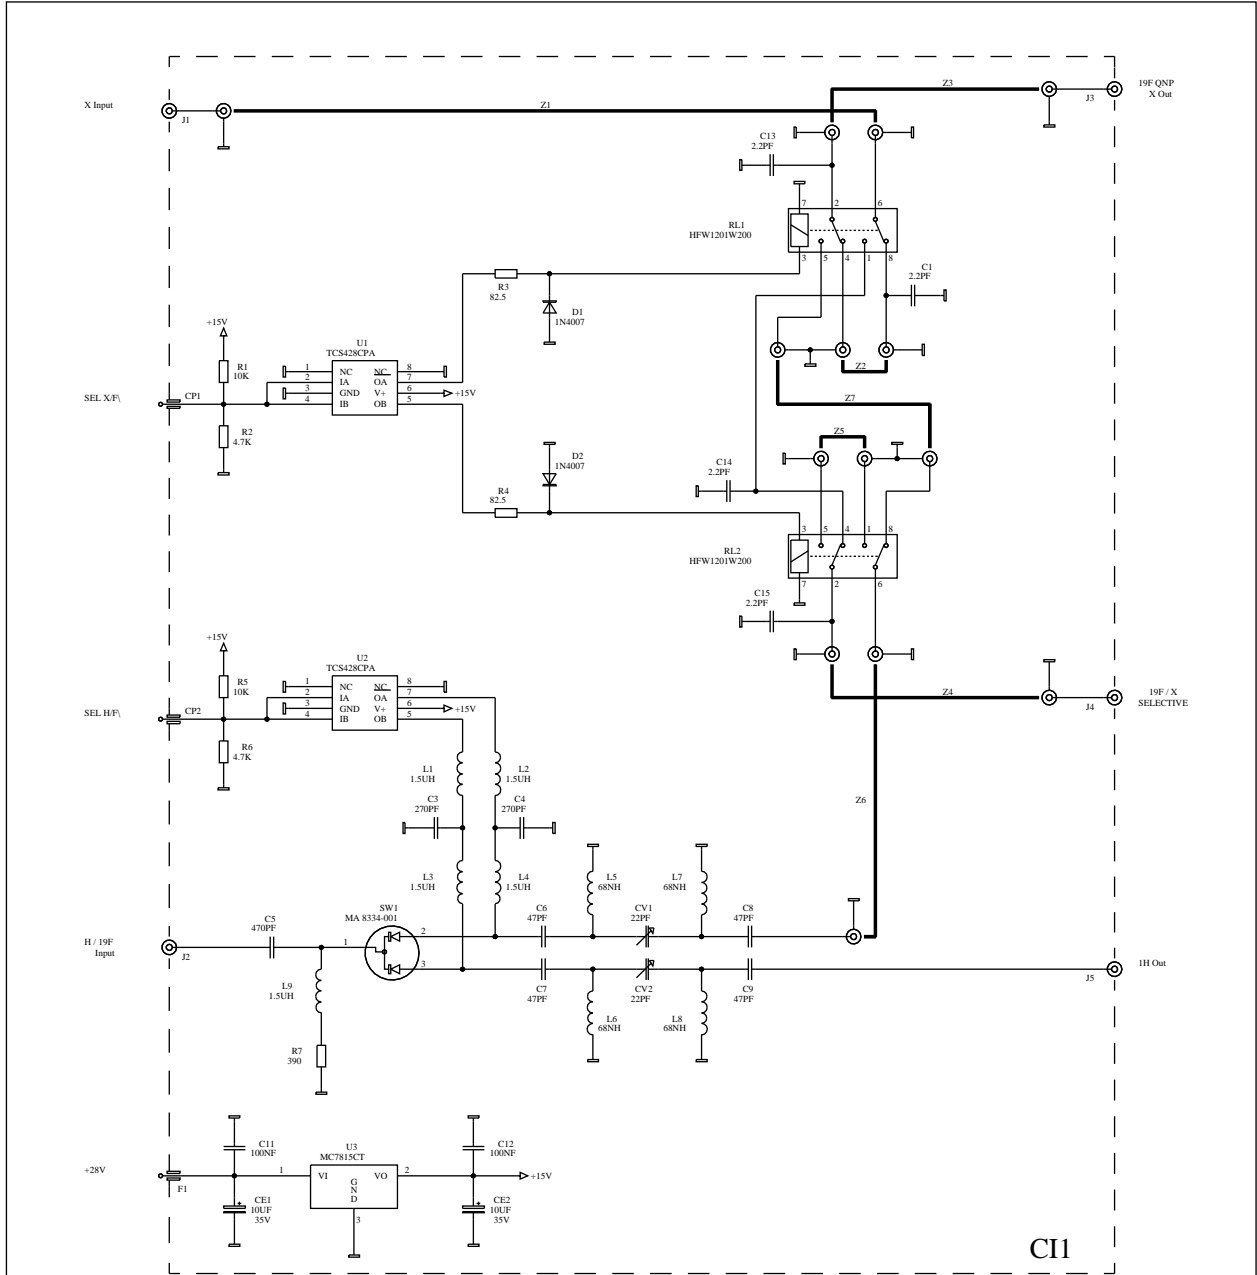 Z3
19F QNP
X Out
J3
X Input
J1
Z1
C13
2.2PF
7
2
6
RL1
HFW1201W200
3
5
4
1
8
C1
2.2PF
R3
82.5
D1
1N4007
+15V
R1
10K
U1
TCS428CPA
1
2
3
4
NC
IA
GND
IB
NC
OA
V+
OB
8
7
6
5
+15V
Z2
SEL X/F\
CP1
Z7
R2
4.7K
Z5
D2
1N4007
C14
2.2PF
R4
82.5
3
5
4
1
8
RL2
HFW1201W200
7
2
6
C15
2.2PF
+15V
R5
10K
U2
TCS428CPA
1
2
3
4
NC
IA
GND
IB
NC
OA
V+
OB
8
7
6
5
+15V
Z4
J4
19F / X
SELECTIVE
SEL H/F\
CP2
R6
4.7K
L1
1.5UH
L2
1.5UH
C3
270PF
C4
270PF
Z6
L3
1.5UH
L4
1.5UH
L5
68NH
L7
68NH
SW1
MA 8334-001
C5
470PF
C6
47PF
CV1
22PF
C8
47PF
H / 19F
Input
J2
1
2
3
1H Out
J5
L9
1.5UH
C7
47PF
CV2
22PF
C9
47PF
L6
68NH
L8
68NH
R7
390
C11
100NF
U3
MC7815CT
C12
100NF
+28V
F1
1
VI
VO
G
N
D
2
3
+15V
+
CE1
10UF
35V
+
CE2
10UF
35V
CI1